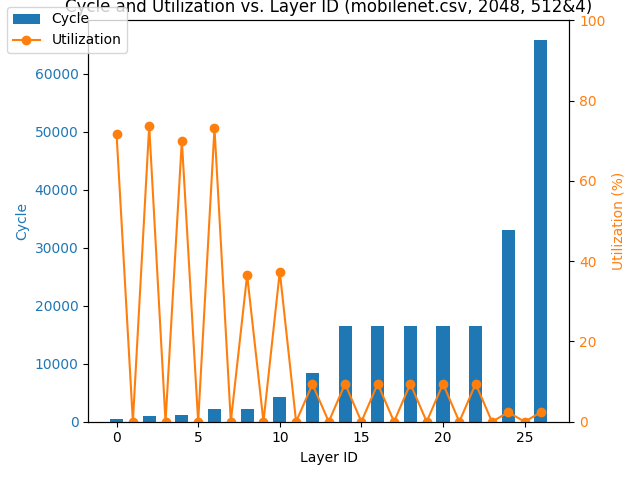 Cycle and Utilization vs. Layer ID (mobilenet.csv, 2048, 512&4)
Cycle
Utilization
60000
50000
40000
30000
20000
10000
0
Cycle
100
80
60
40
20
0
Utilization (%)
0 5 10 15 20 25
Layer ID